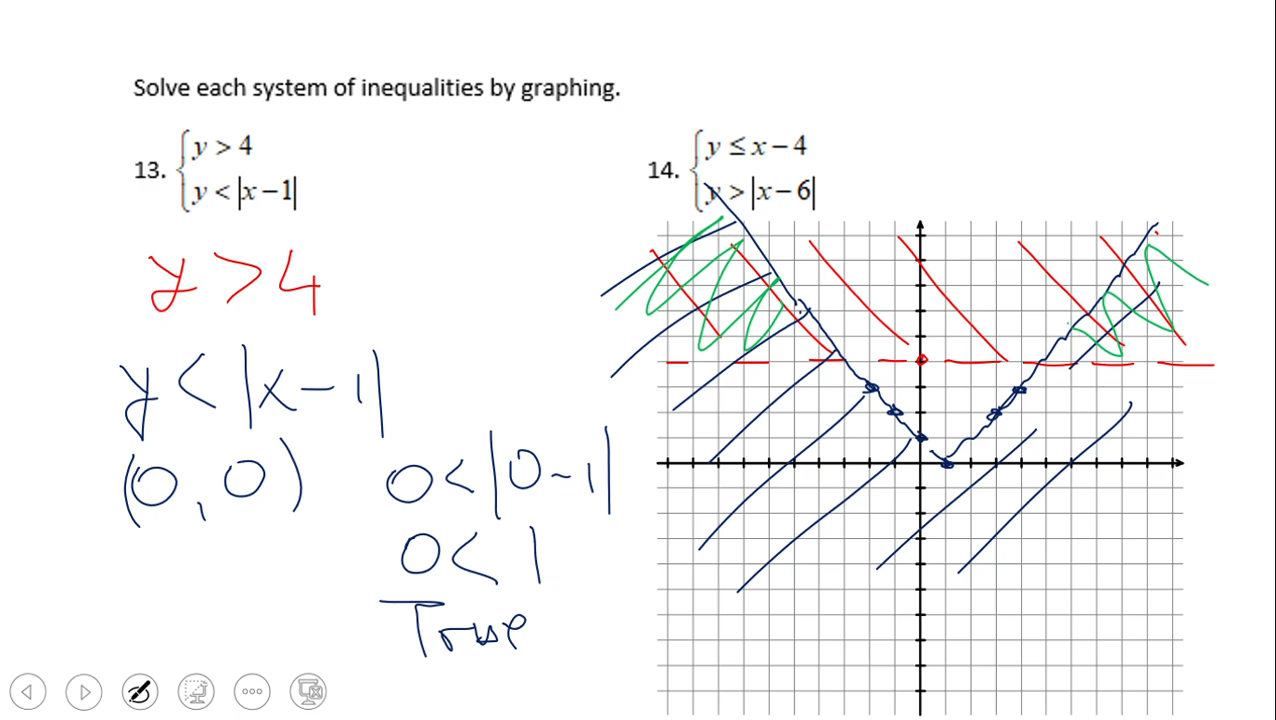 Solve each system of inequalities by graphing.
13. { y > 4
y < |x − 1|
14. { y ≤ x − 4
y > |x − 6|
y > 4
y < |x − 1|
(0, 0)
0 < |0 − 1|
0 < 1
True